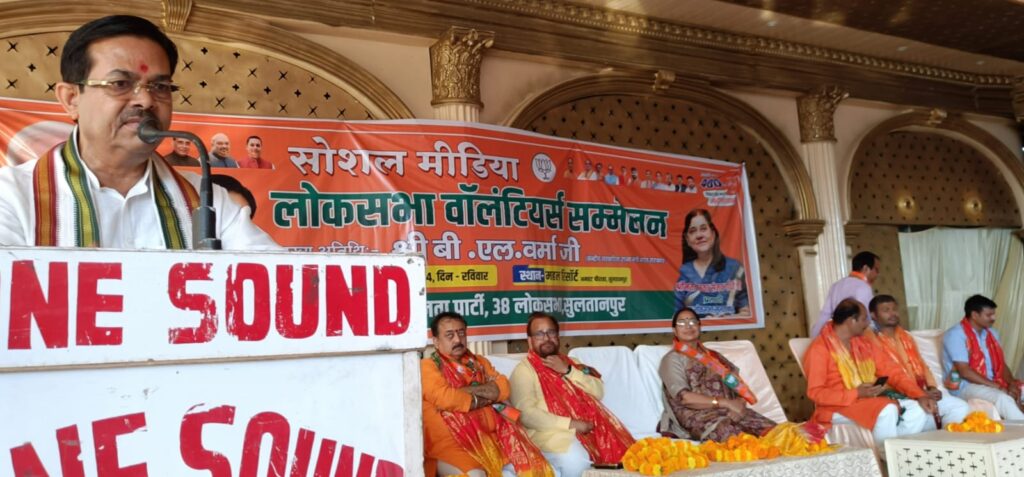 सोशल मीडिया
लोकसभा वॉलंटियर्स सम्मेलन
श्री बी .एल.वर्मा जी
4, दिन - रविवार
स्थान-
पार्टी, 38 लोकसभा,सुलतानपुर
NE SOUND
NE SOUND